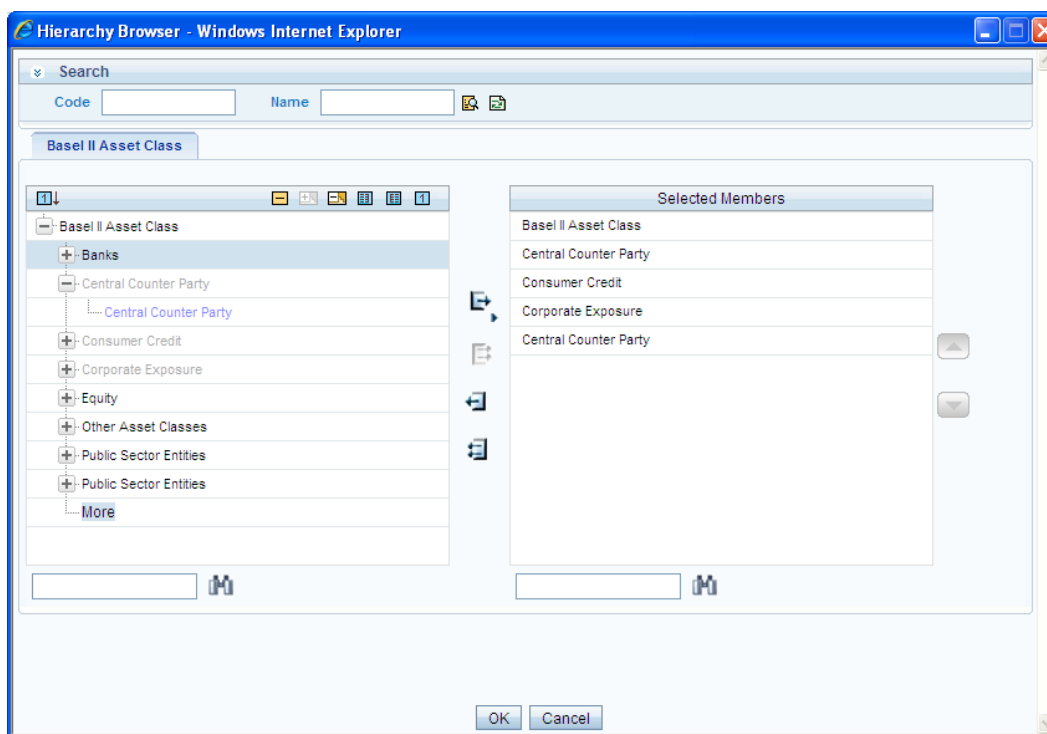 Hierarchy Browser - Windows Internet Explorer
Search
Code Name
Basel II Asset Class
1 1
Basel II Asset Class
Banks
Central Counter Party
Central Counter Party
Consumer Credit
Corporate Exposure
Equity
Other Asset Classes
Public Sector Entities
Public Sector Entities
More
Selected Members
Basel II Asset Class
Central Counter Party
Consumer Credit
Corporate Exposure
Central Counter Party
OK Cancel